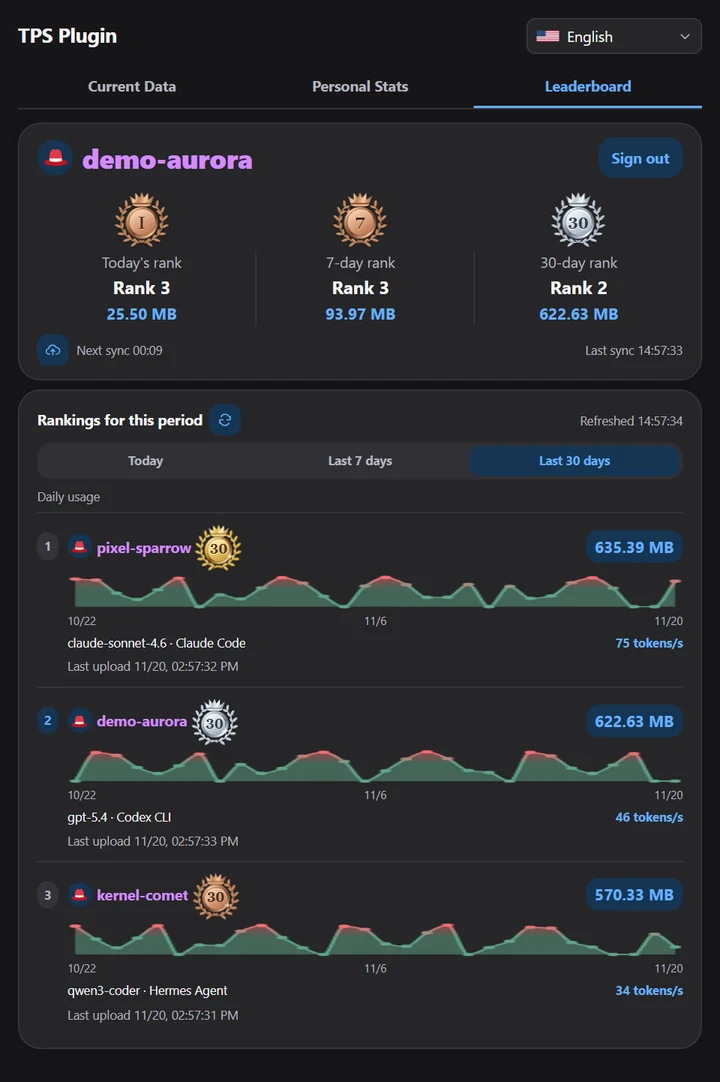 TPS Plugin
English
Current Data Personal Stats Leaderboard
demo-aurora
Sign out
I 7 30
Today's rank 7-day rank 30-day rank
Rank 3 Rank 3 Rank 2
25.50 MB 93.97 MB 622.63 MB
Next sync 00:09 Last sync 14:57:33
Rankings for this period Refreshed 14:57:34
Today Last 7 days Last 30 days
Daily usage
1 pixel-sparrow 30 635.39 MB
10/22 11/6 11/20
claude-sonnet-4.6 · Claude Code 75 tokens/s
Last upload 11/20, 02:57:32 PM
2 demo-aurora 30 622.63 MB
10/22 11/6 11/20
gpt-5.4 · Codex CLI 46 tokens/s
Last upload 11/20, 02:57:33 PM
3 kernel-comet 30 570.33 MB
10/22 11/6 11/20
qwen3-coder · Hermes Agent 34 tokens/s
Last upload 11/20, 02:57:31 PM